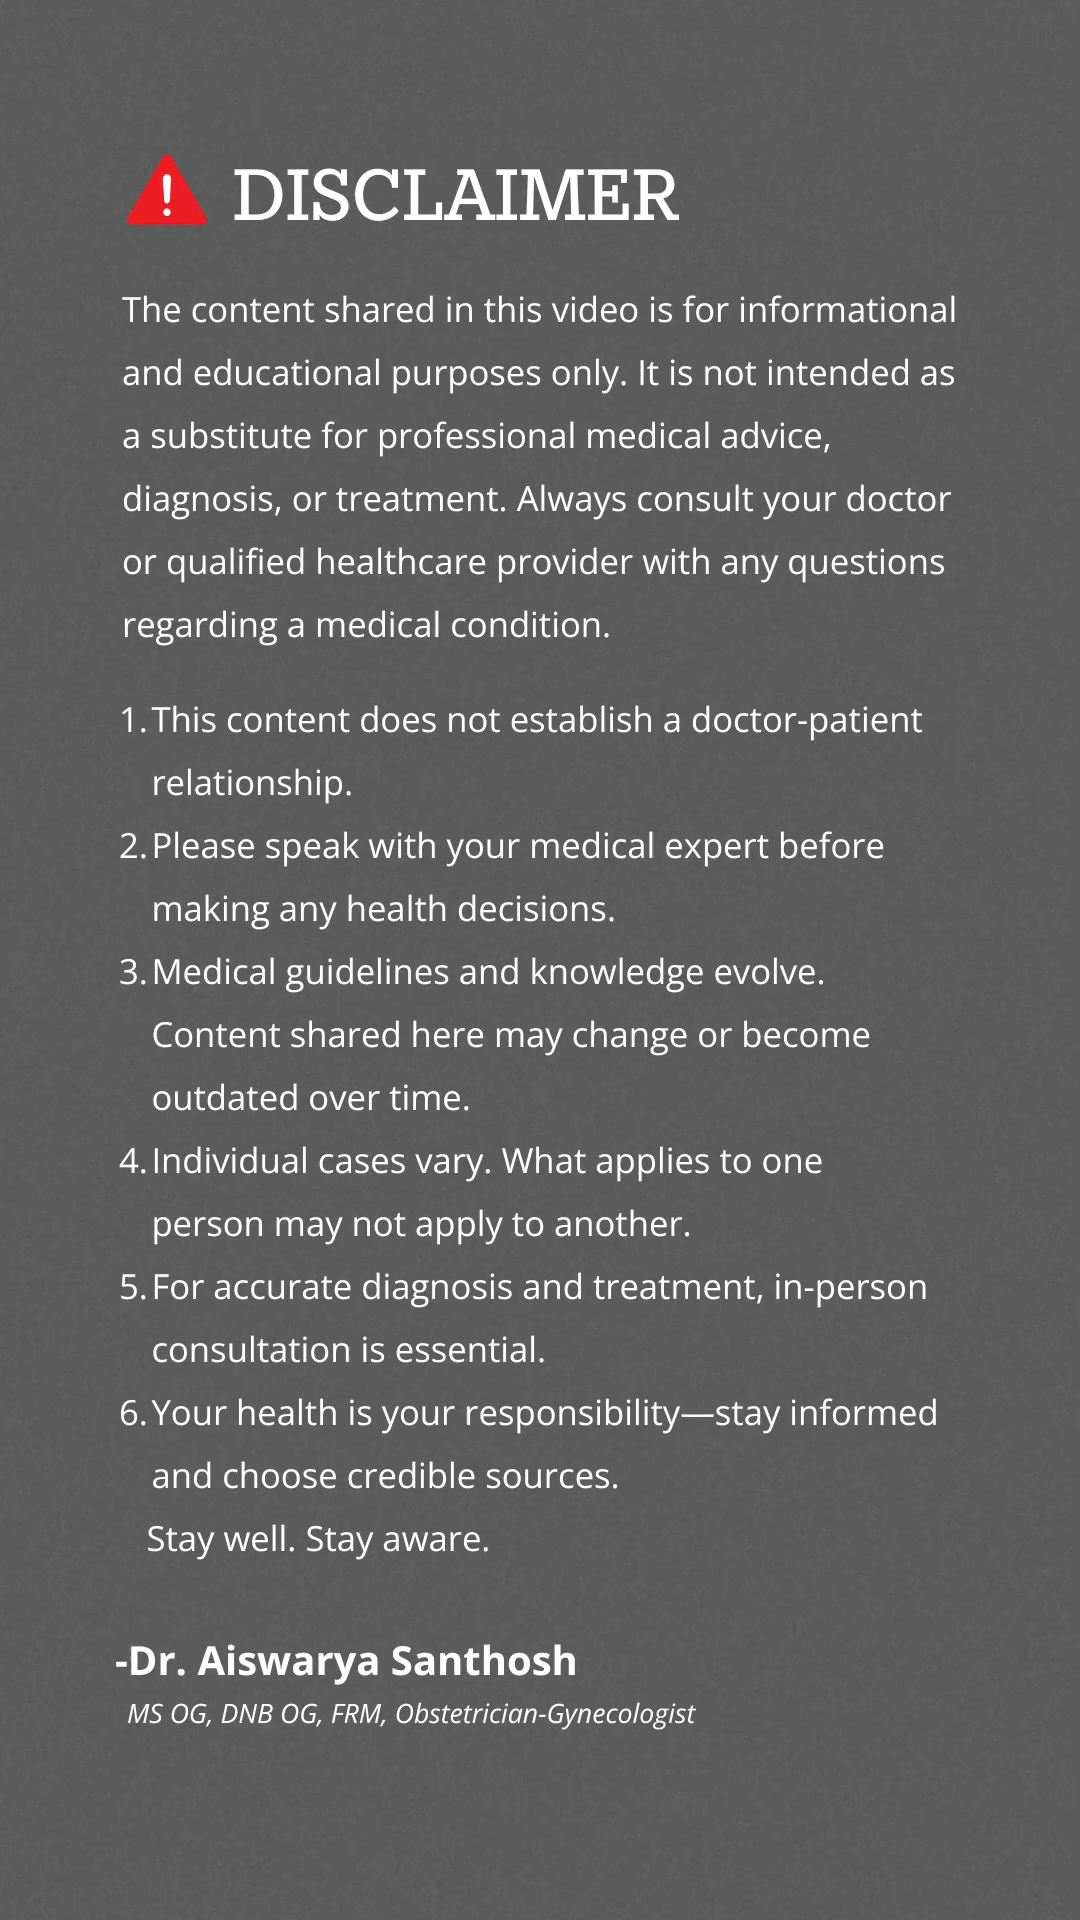 DISCLAIMER
The content shared in this video is for informational
and educational purposes only. It is not intended as
a substitute for professional medical advice,
diagnosis, or treatment. Always consult your doctor
or qualified healthcare provider with any questions
regarding a medical condition.
1. This content does not establish a doctor-patient
relationship.
2. Please speak with your medical expert before
making any health decisions.
3. Medical guidelines and knowledge evolve.
Content shared here may change or become
outdated over time.
4. Individual cases vary. What applies to one
person may not apply to another.
5. For accurate diagnosis and treatment, in-person
consultation is essential.
6. Your health is your responsibility—stay informed
and choose credible sources.
Stay well. Stay aware.
-Dr. Aiswarya Santhosh
MS OG, DNB OG, FRM, Obstetrician-Gynecologist